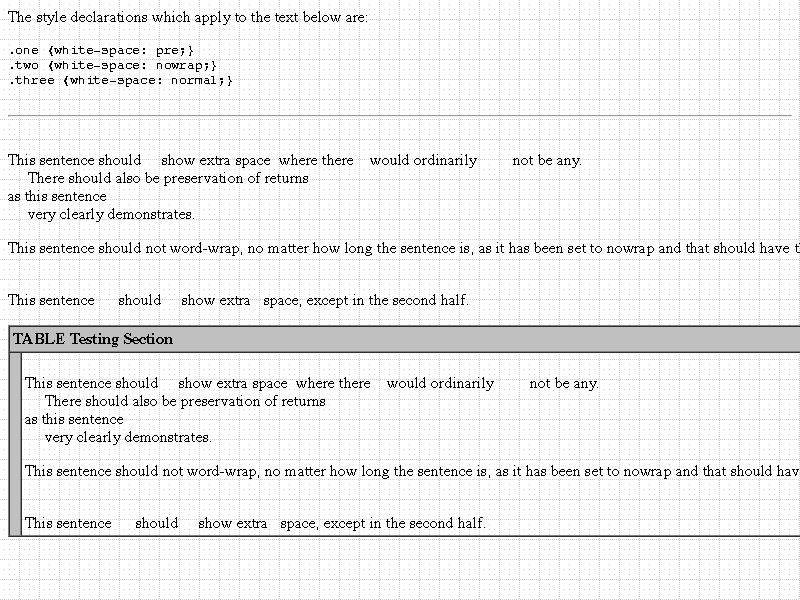 The style declarations which apply to the text below are:
.one {white-space: pre;}
.two {white-space: nowrap;}
.three {white-space: normal;}
This sentence should     show extra space  where there    would ordinarily         not be any.
     There should also be preservation of returns
as this sentence
     very clearly demonstrates.
This sentence should not word-wrap, no matter how long the sentence is, as it has been set to nowrap and that should have
This sentence      should     show extra   space, except in the second half.
TABLE Testing Section
This sentence should     show extra space  where there    would ordinarily         not be any.
     There should also be preservation of returns
as this sentence
     very clearly demonstrates.
This sentence should not word-wrap, no matter how long the sentence is, as it has been set to nowrap and that should
This sentence      should     show extra   space, except in the second half.